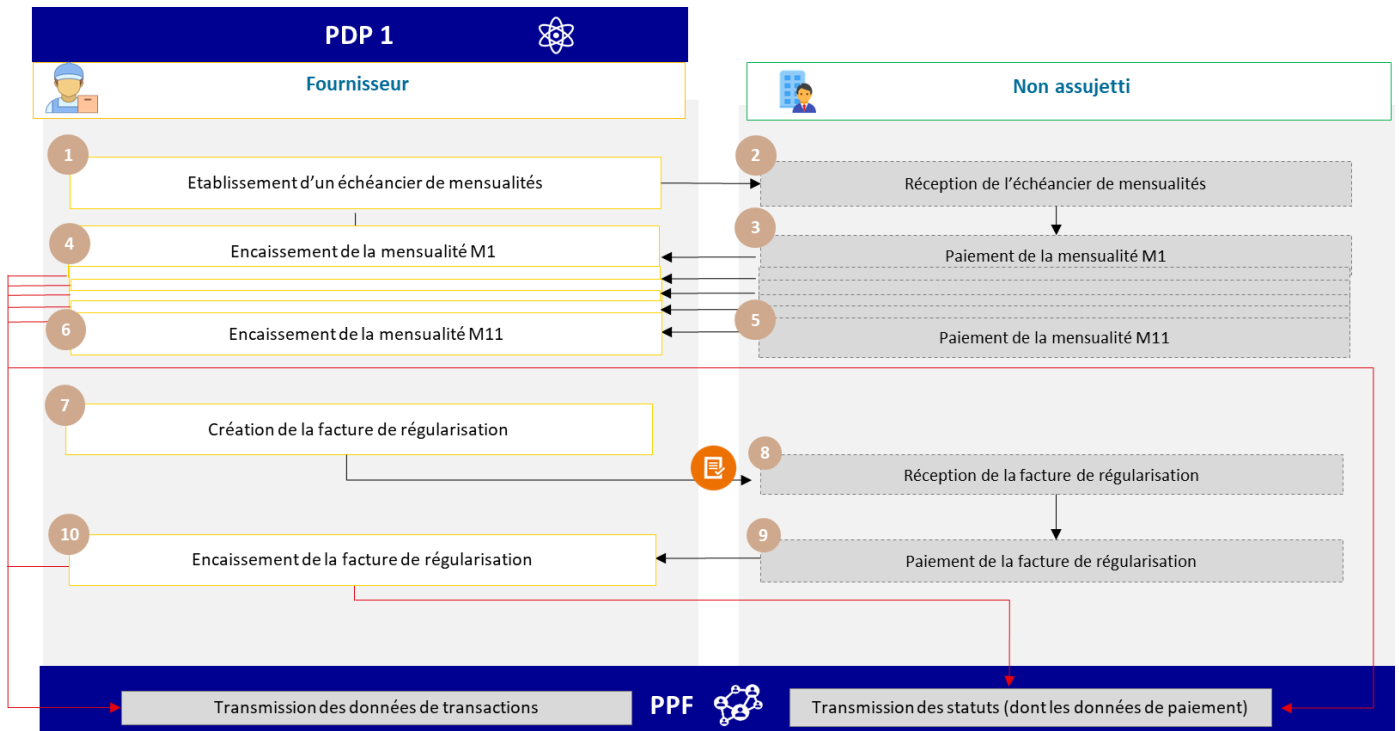 PDP 1
Fournisseur
Non assujetti
1
Etablissement d’un échéancier de mensualités
2
Réception de l’échéancier de mensualités
4
Encaissement de la mensualité M1
3
Paiement de la mensualité M1
6
Encaissement de la mensualité M11
5
Paiement de la mensualité M11
7
Création de la facture de régularisation
8
Réception de la facture de régularisation
10
Encaissement de la facture de régularisation
9
Paiement de la facture de régularisation
Transmission des données de transactions
PPF
Transmission des statuts (dont les données de paiement)